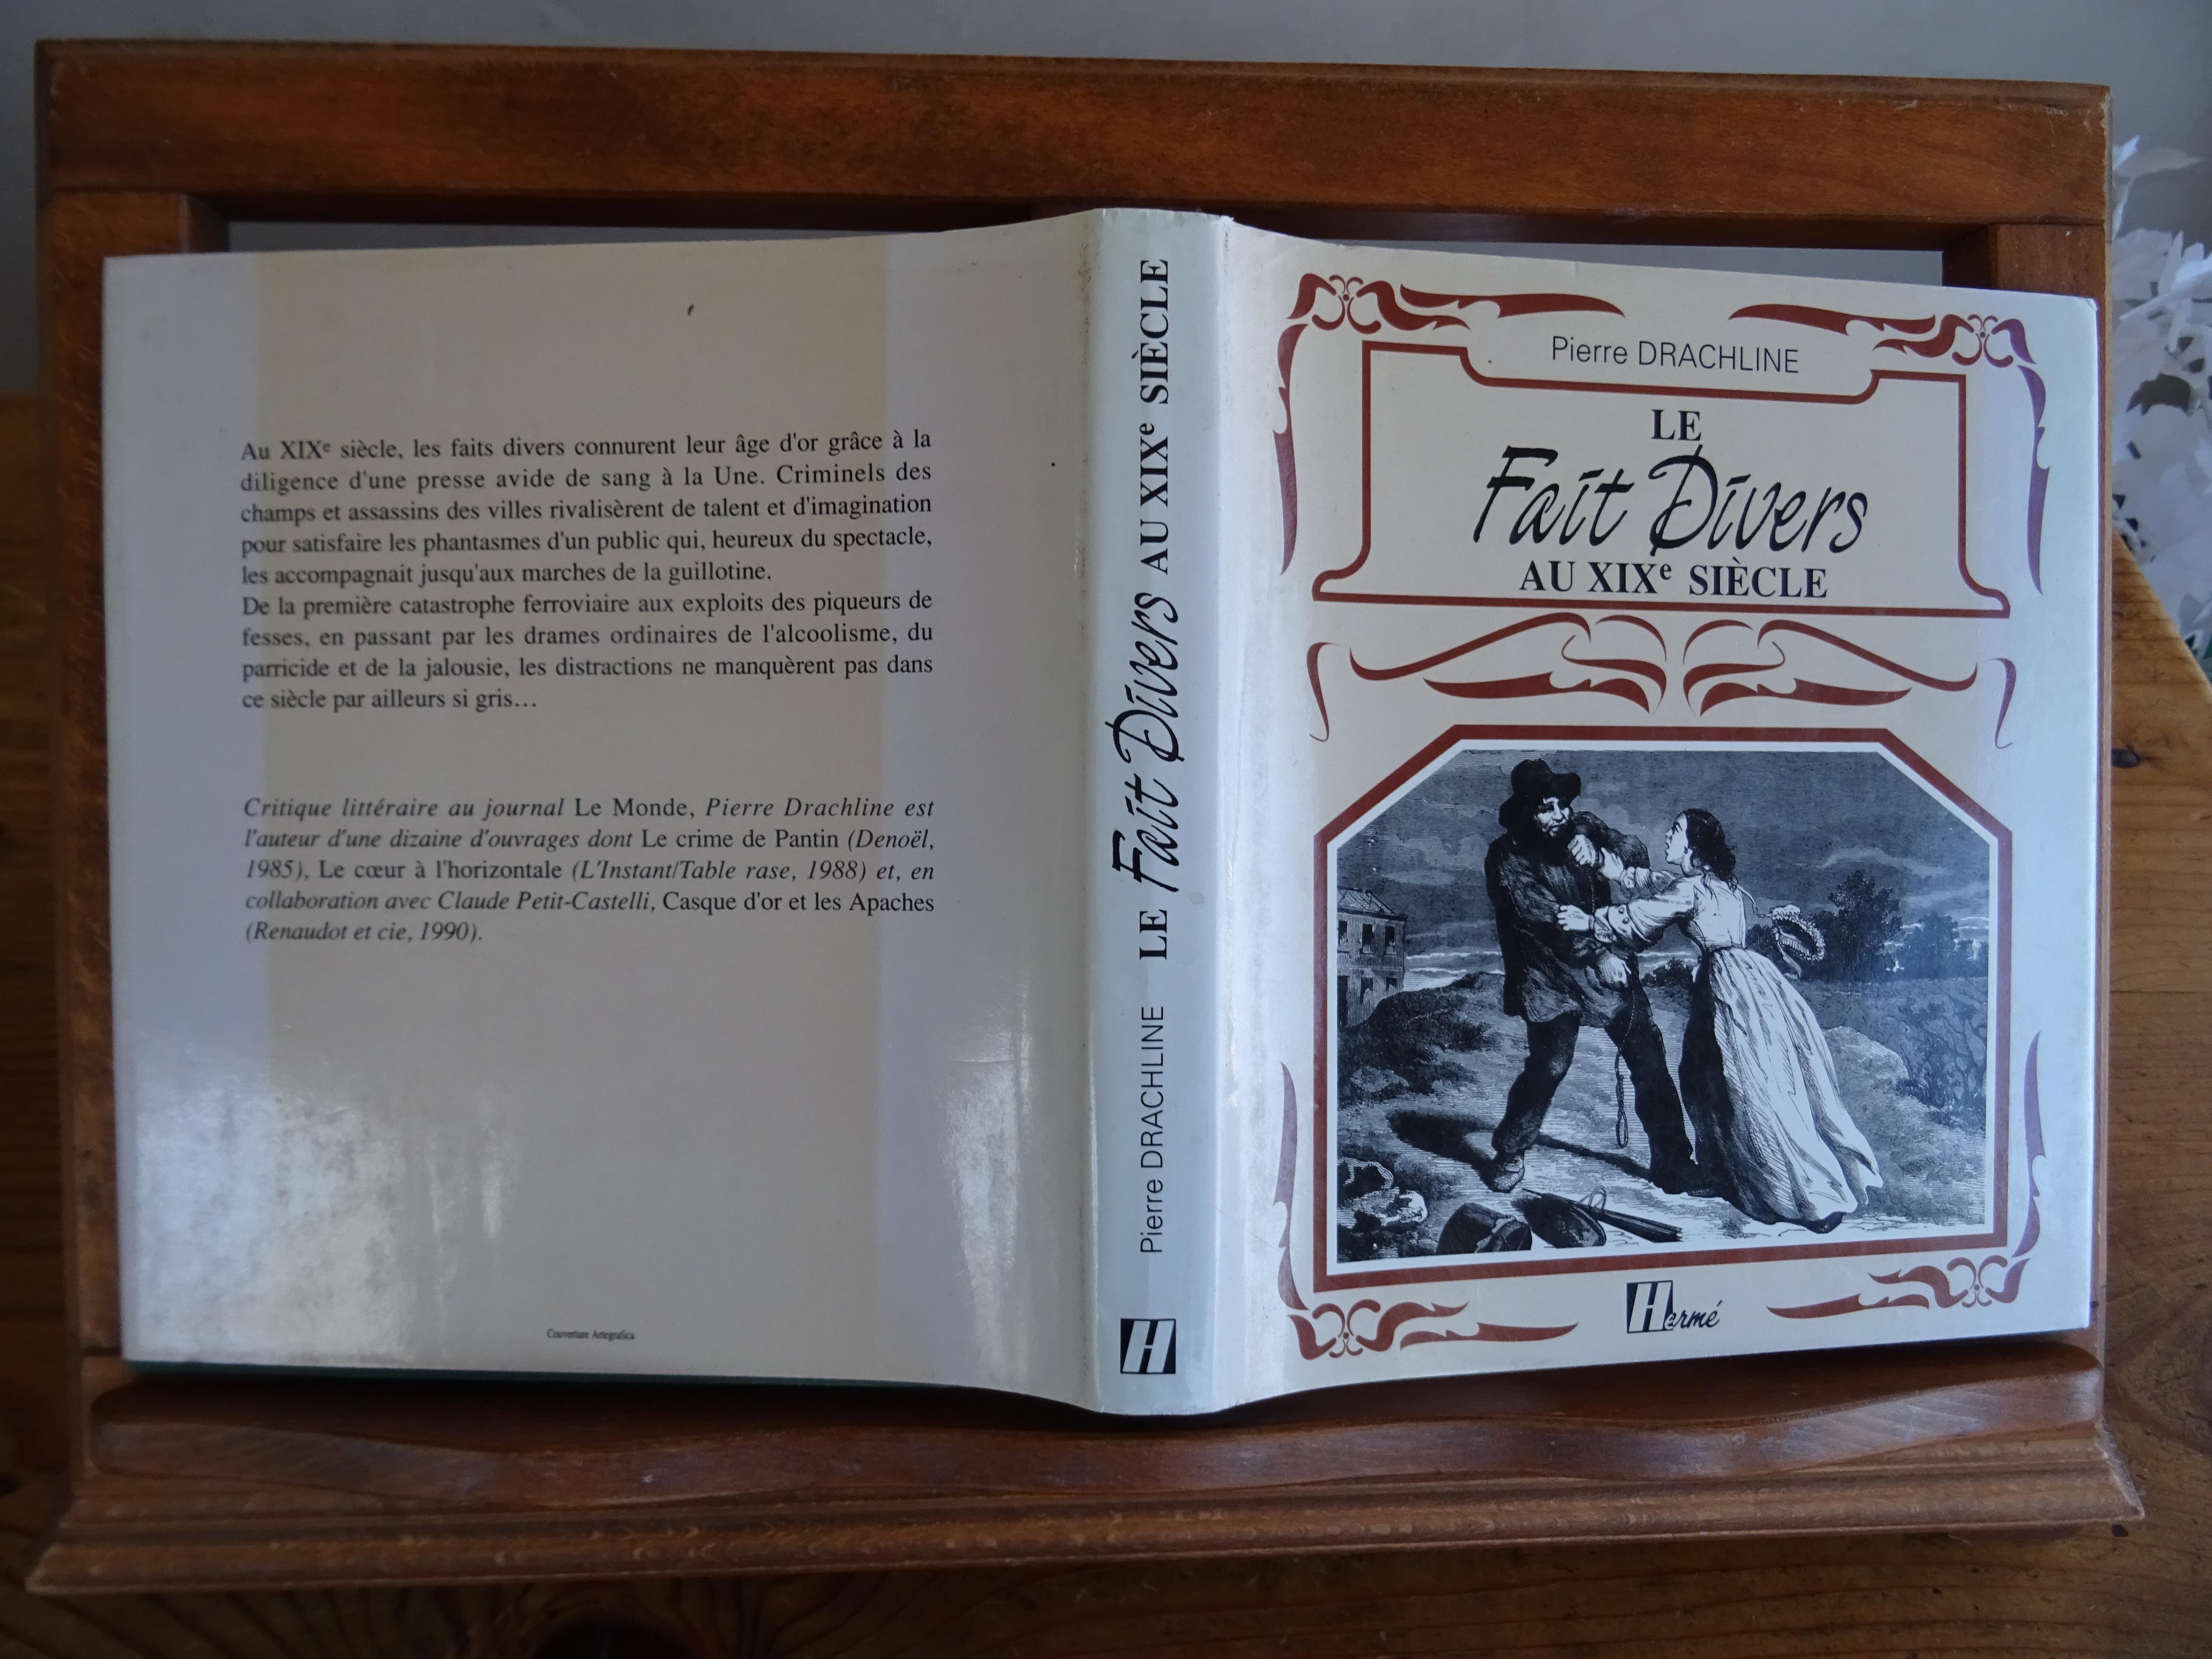 Au XIXe siècle, les faits divers connurent leur âge d'or grâce à la
diligence d'une presse avide de sang à la Une. Criminels des
champs et assassins des villes rivalisèrent de talent et d'imagination
pour satisfaire les phantasmes d'un public qui, heureux du spectacle,
les accompagnait jusqu'aux marches de la guillotine.
De la première catastrophe ferroviaire aux exploits des piqueurs de
fesses, en passant par les drames ordinaires de l'alcoolisme, du
parricide et de la jalousie, les distractions ne manquèrent pas dans
ce siècle par ailleurs si gris…
Critique littéraire au journal Le Monde, Pierre Drachline est
l'auteur d'une dizaine d'ouvrages dont Le crime de Pantin (Denoël,
1985), Le cœur à l'horizontale (L'Instant/Table rase, 1988) et, en
collaboration avec Claude Petit-Castelli, Casque d'or et les Apaches
(Renaudot et cie, 1990).
Couverture Artegrafica
Pierre DRACHLINE LE Fait Divers AU XIXe SIÈCLE
H
Pierre DRACHLINE
LE
Fait Divers
AU XIXe SIÈCLE
Hermé